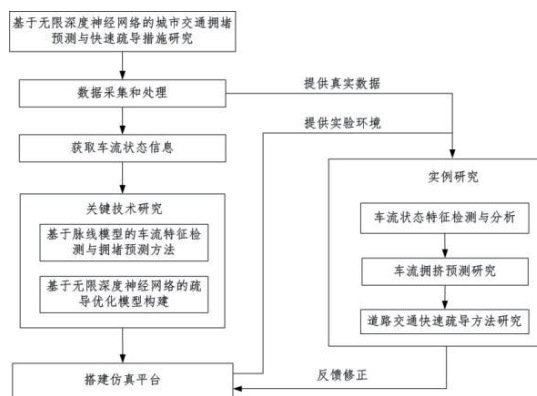 基于无限深度神经网络的城市交通拥堵
预测与快速疏导措施研究
数据采集和处理
提供真实数据
提供实验环境
获取车流状态信息
关键技术研究
基于脉线模型的车流特征检
测与拥堵预测方法
基于无限深度神经网络的疏
导优化模型构建
搭建仿真平台
实例研究
车流状态特征检测与分析
车流拥挤预测研究
道路交通快速疏导方法研究
反馈修正